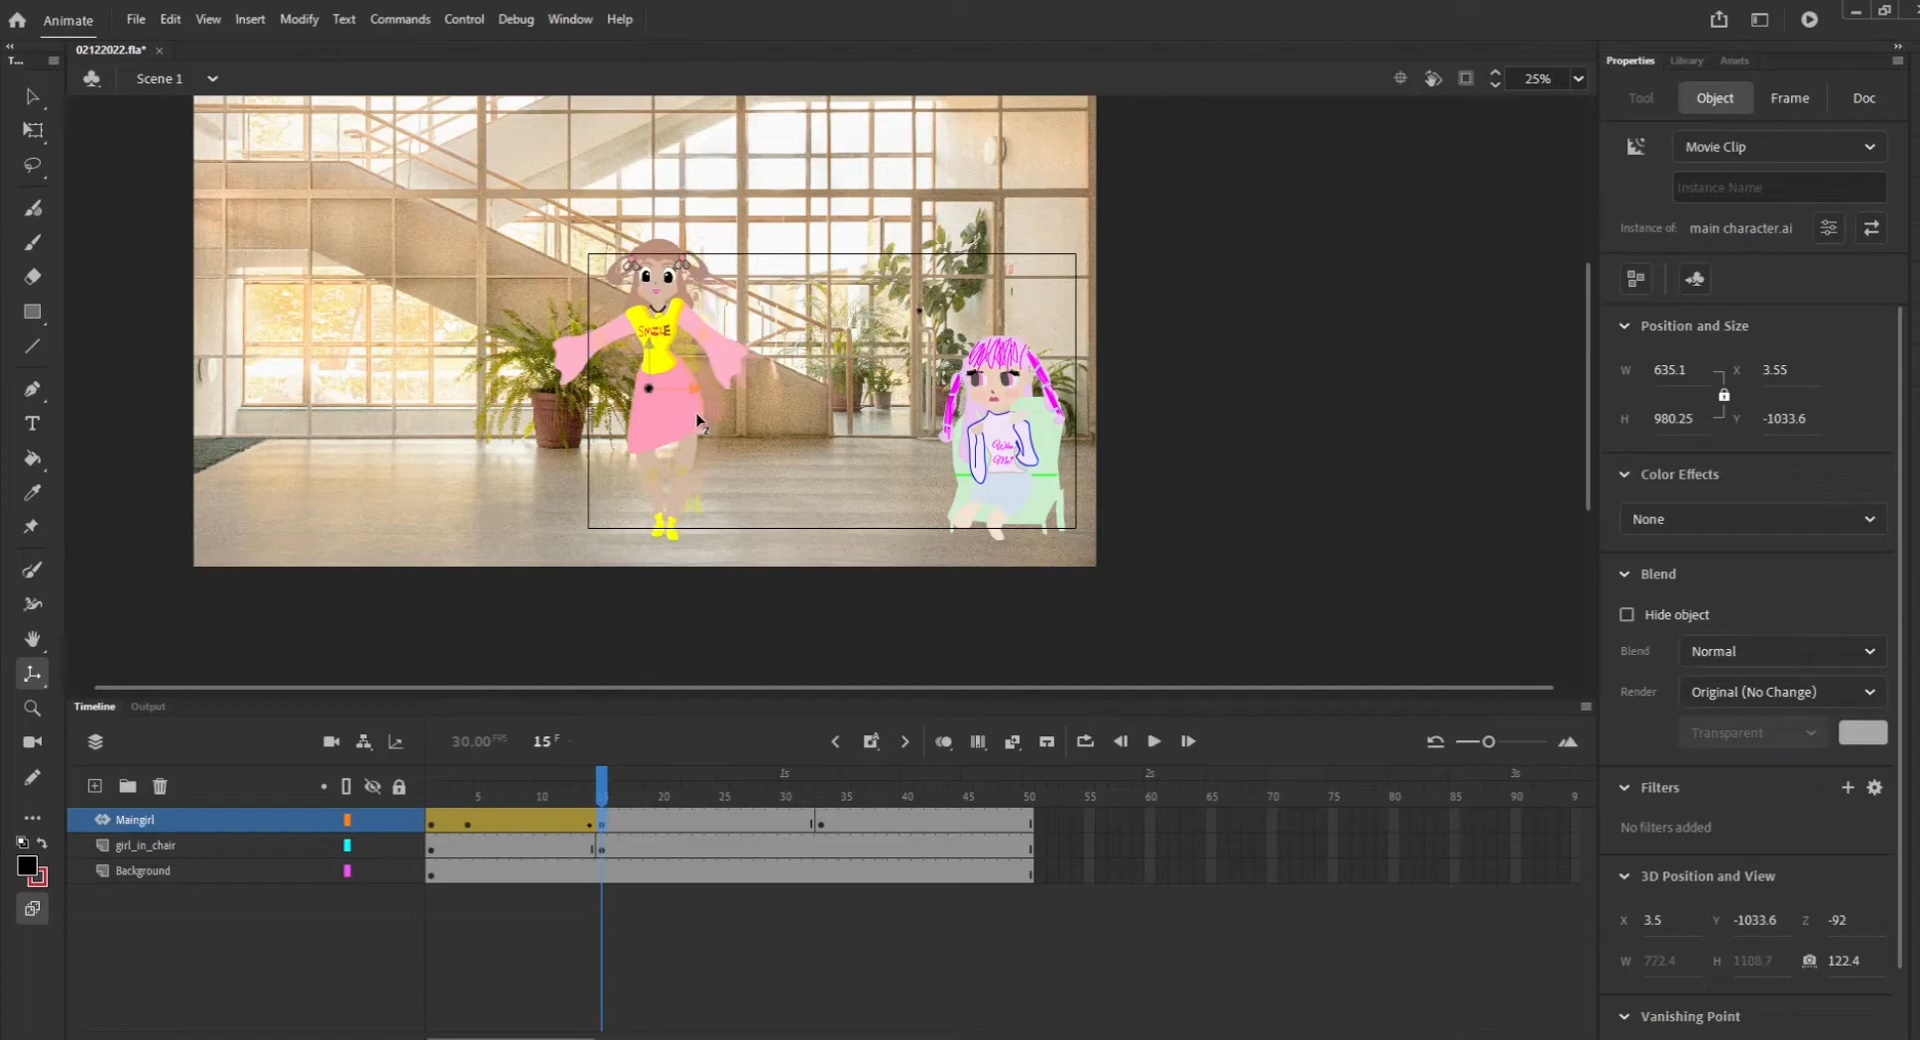 Animate File Edit View Insert Modify Text Commands Control Debug Window Help
02122022.fla*
T...
Scene 1
25%
SMILE
Who
Me?
Properties Library Assets
Tool Object Frame Doc
Movie Clip
Instance Name
Instance of: main character.ai
Position and Size
W 635.1 X 3.55
H 980.25 Y -1033.6
Color Effects
None
Blend
Hide object
Blend Normal
Render Original (No Change)
Transparent
Filters
No filters added
3D Position and View
X 3.5 Y -1033.6 Z -92
W 772.4 H 1188.7 122.4
Vanishing Point
Timeline Output
30.00 FPS 15 F
1s 2s 3s
5 10 20 25 30 35 40 45 50 55 60 65 70 75 80 85 90 9
Maingirl
girl_in_chair
Background